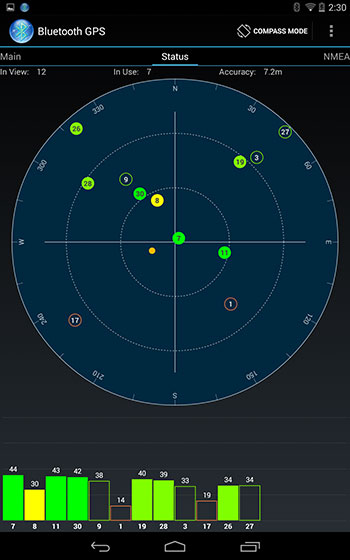 2:30
Bluetooth GPS
COMPASS MODE
Main Status NMEA
In View: 12 In Use: 7 Accuracy: 7.2m
N
330 30
26 27
19 3
300 60
28 9
30 8
7
W E
11
1
17
240 120
210 150
S
44 30 43 42 38 14 40 39 33 19 34 34
7 8 11 30 9 1 19 28 3 17 26 27